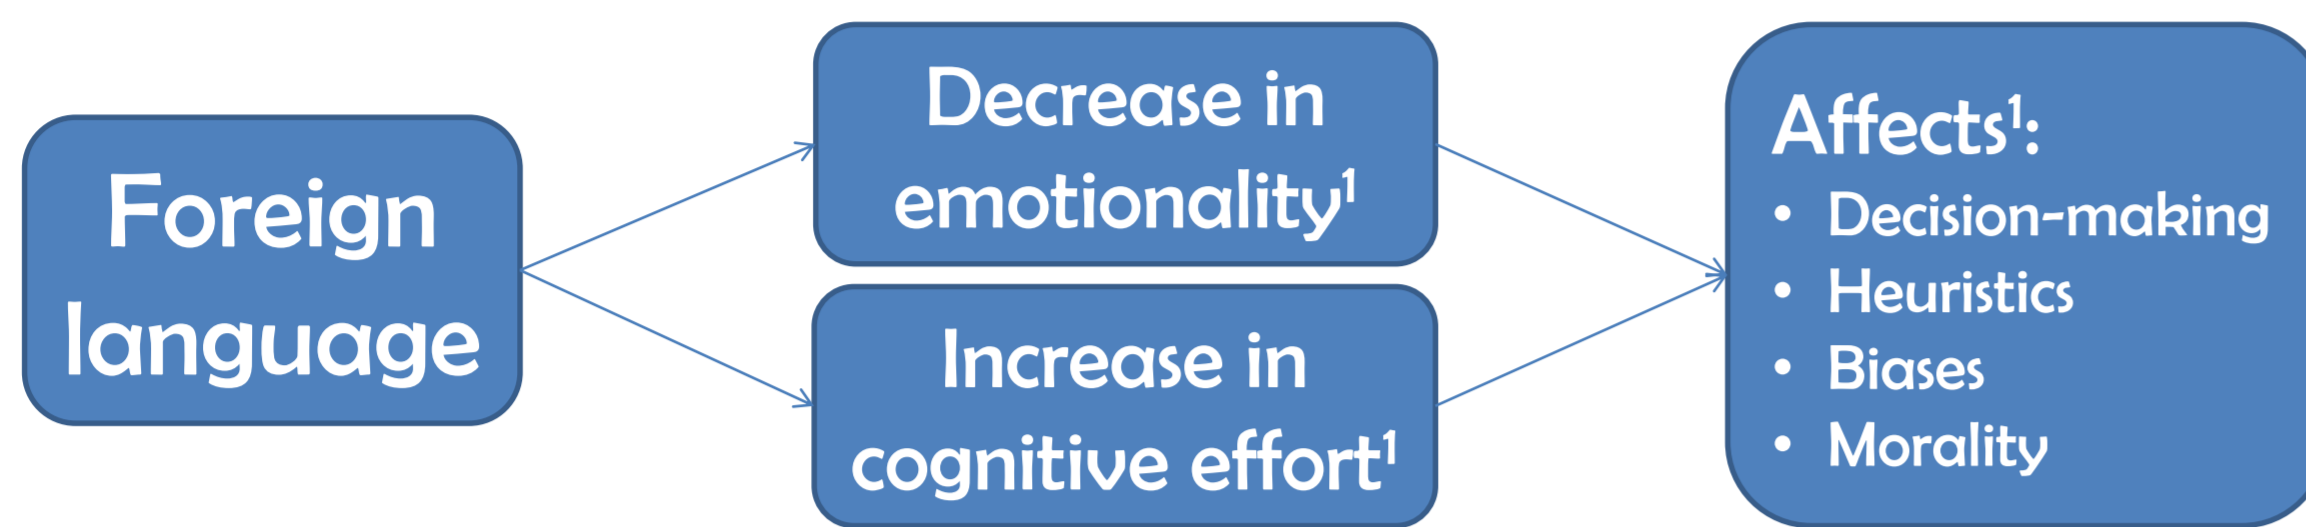 Foreign
language
Decrease in
emotionality¹
Increase in
cognitive effort¹
Affects¹:
• Decision-making
• Heuristics
• Biases
• Morality